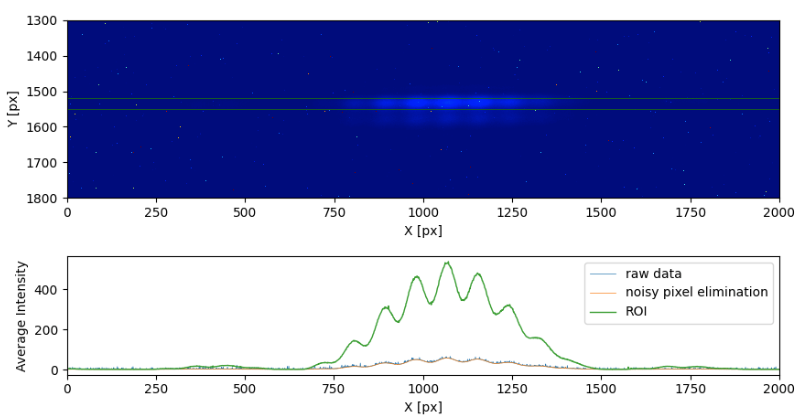 1300
1400
1500
1600
1700
1800
Y [px]
0 250 500 750 1000 1250 1500 1750 2000
X [px]
400
200
0
Average Intensity
raw data
noisy pixel elimination
ROI
0 250 500 750 1000 1250 1500 1750 2000
X [px]